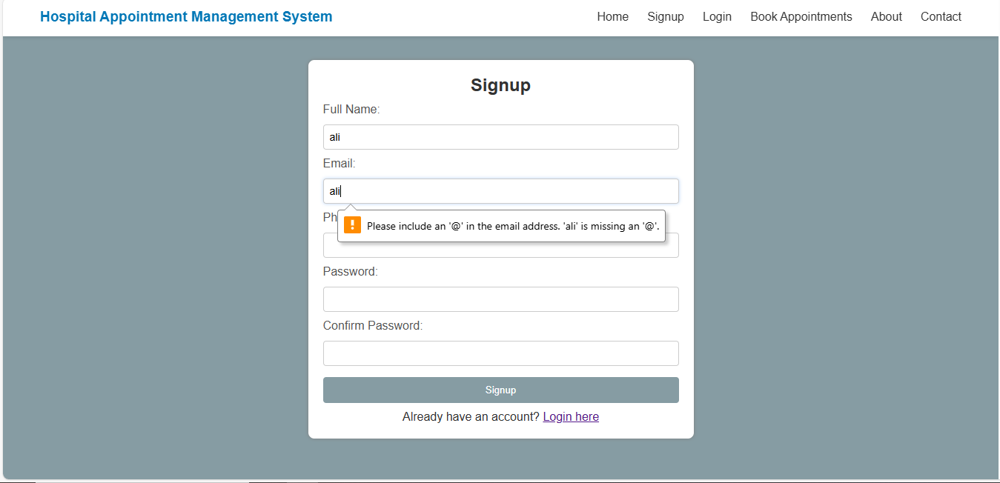 Hospital Appointment Management System
Home Signup Login Book Appointments About Contact
Signup
Full Name:
ali
Email:
ali
Ph
Please include an '@' in the email address. 'ali' is missing an '@'.
Password:
Confirm Password:
Signup
Already have an account? Login here